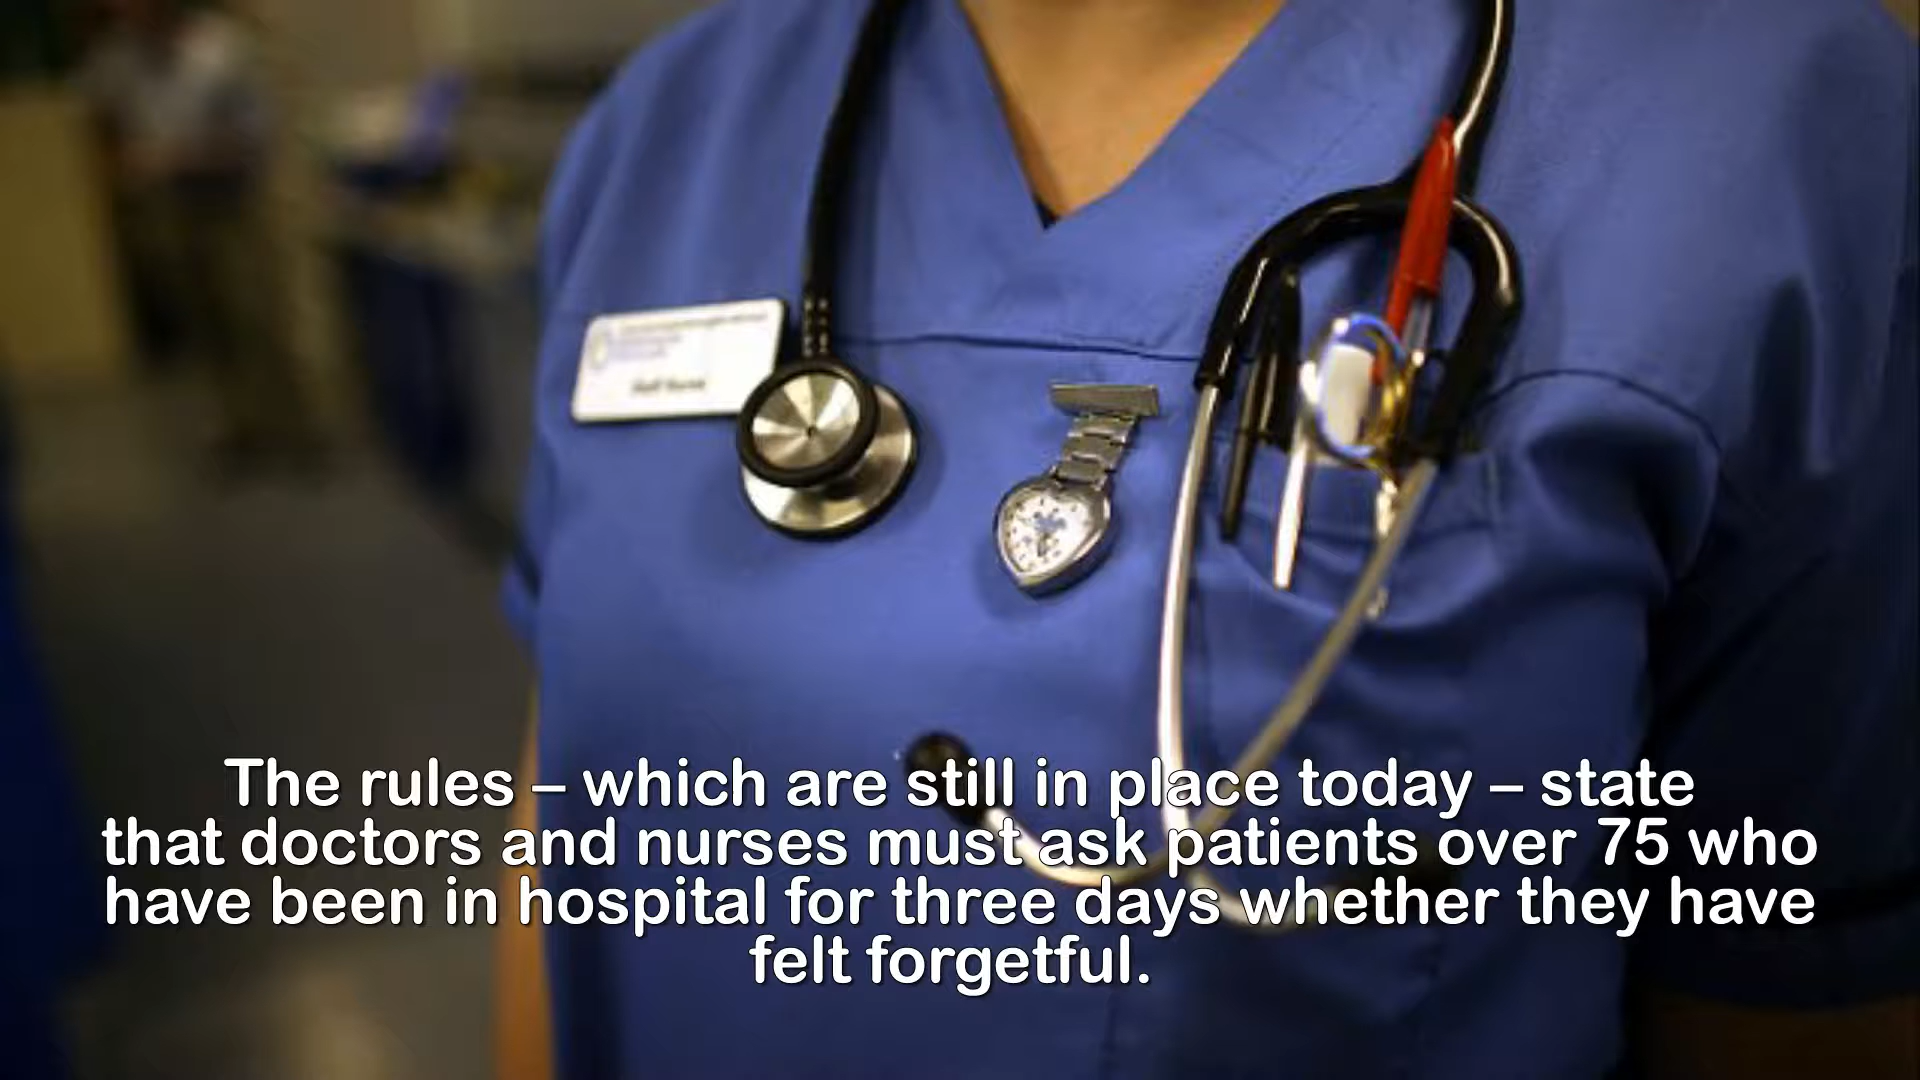 The rules – which are still in place today – state
that doctors and nurses must ask patients over 75 who
have been in hospital for three days whether they have
felt forgetful.